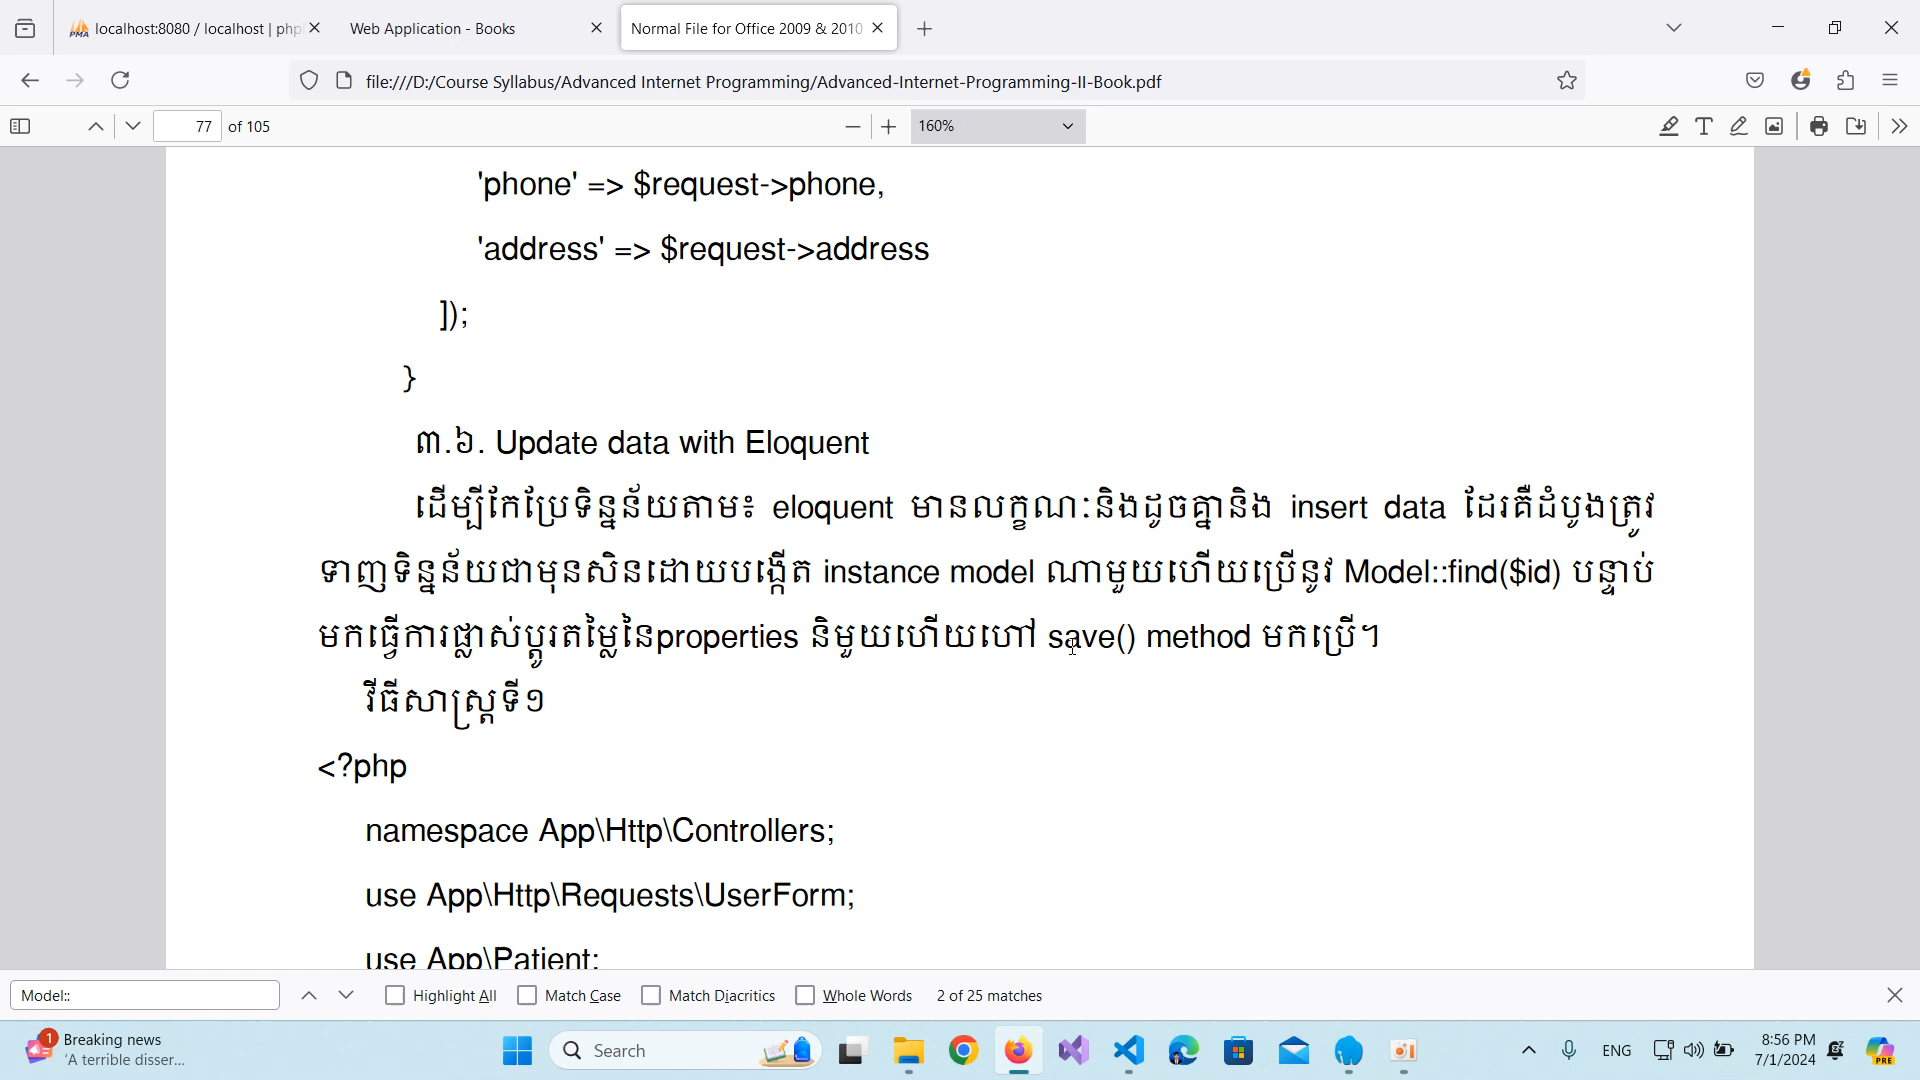 localhost:8080 / localhost | php
Web Application - Books
Normal File for Office 2009 & 2010
file:///D:/Course Syllabus/Advanced Internet Programming/Advanced-Internet-Programming-II-Book.pdf
77 of 105
160%
'phone' => $request->phone,
'address' => $request->address
]);
}
៣.៦. Update data with Eloquent
ដើម្បីកែប្រែទិន្នន័យតាម៖ eloquent មានលក្ខណៈនិងដូចគ្នានិង insert data ដែរគឺដំបូងត្រូវ
ទាញទិន្នន័យជាមុនសិនដោយបង្កើត instance model ណាមួយហើយប្រើនូវ Model::find($id) បន្ទាប់
មកធ្វើការផ្លាស់ប្តូរតម្លៃនៃproperties និមួយហើយហៅ save() method មកប្រើ។
វីធីសាស្រ្តទី១
<?php
namespace App\Http\Controllers;
use App\Http\Requests\UserForm;
use App\Patient;
Model::
Highlight All
Match Case
Match Diacritics
Whole Words
2 of 25 matches
1
Breaking news
'A terrible disser...
Search
ENG
8:56 PM
7/1/2024
PRE